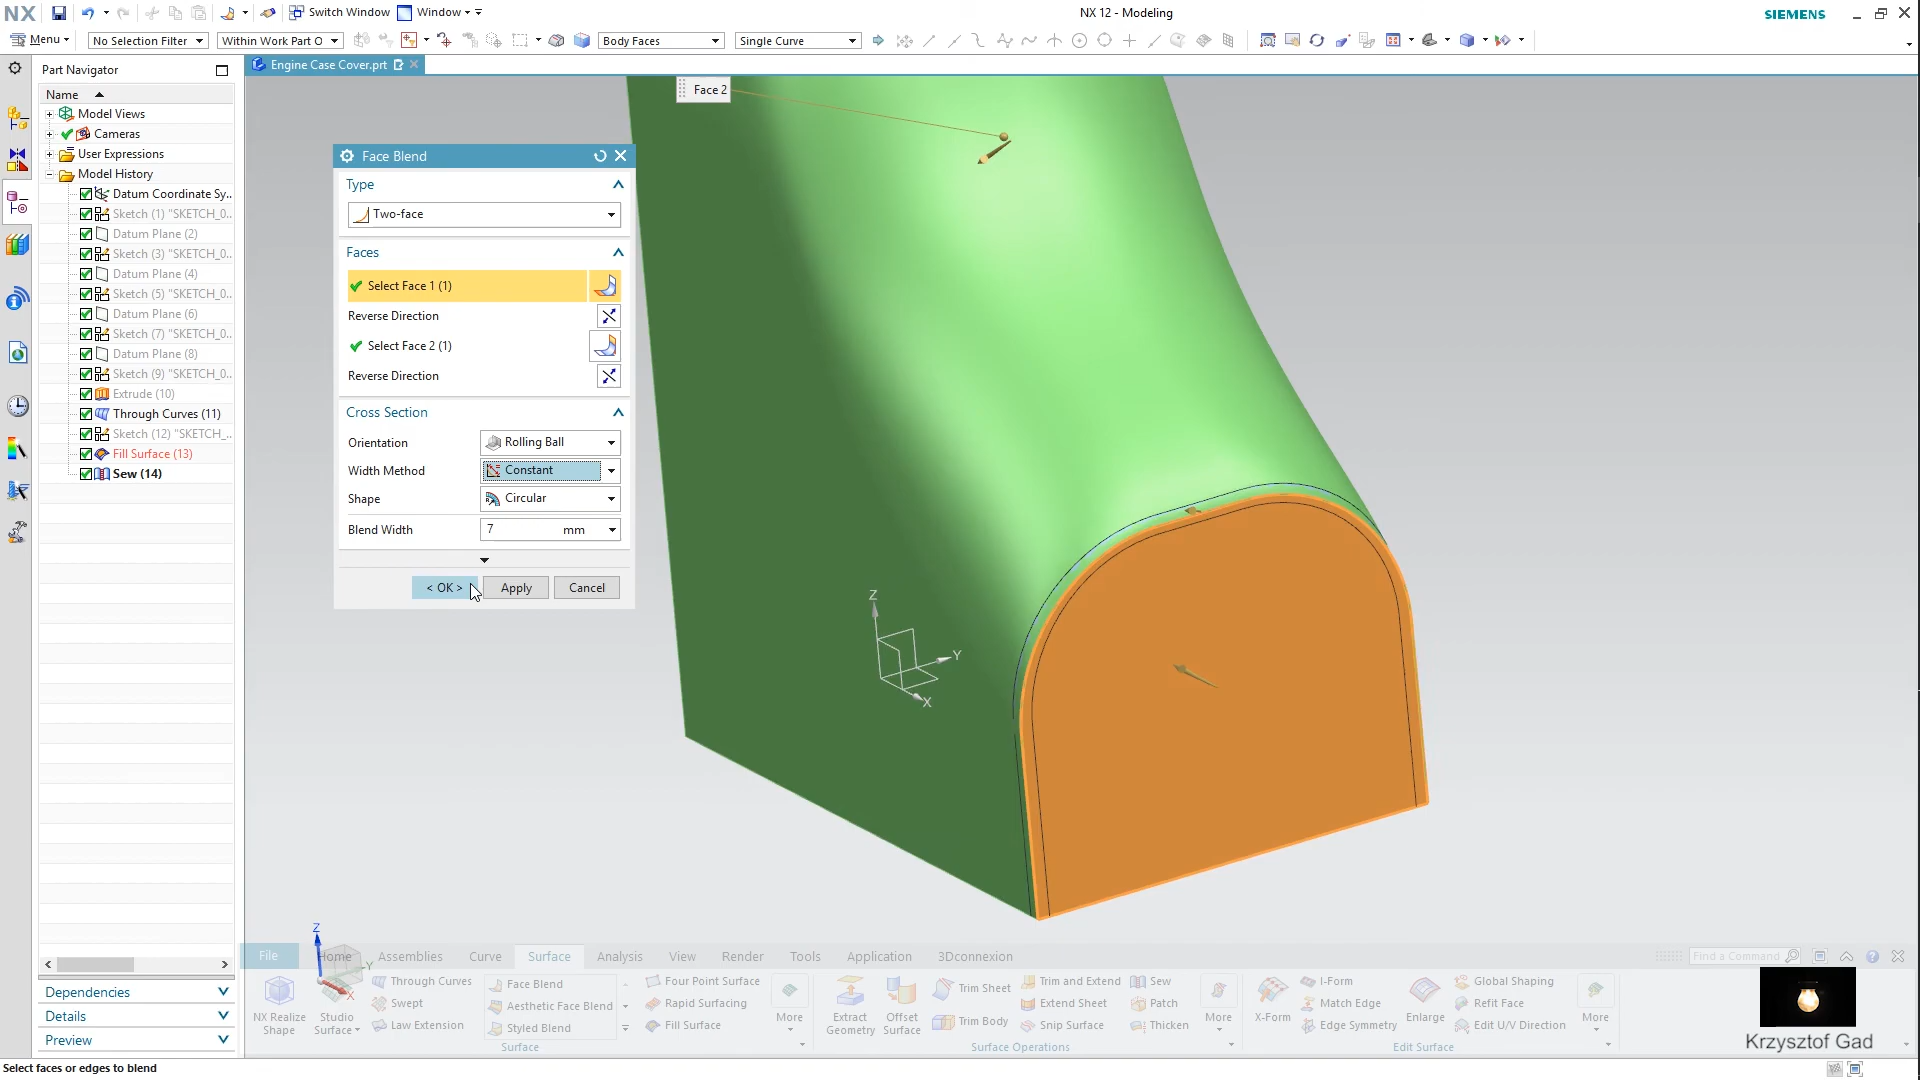 NX
Switch Window
Window
NX 12 - Modeling
SIEMENS
Menu
No Selection Filter
Within Work Part O
Body Faces
Single Curve
Part Navigator
Engine Case Cover.prt
Name
Model Views
Cameras
User Expressions
Model History
Datum Coordinate Sy..
Sketch (1) "SKETCH_0..
Datum Plane (2)
Sketch (3) "SKETCH_0..
Datum Plane (4)
Sketch (5) "SKETCH_0..
Datum Plane (6)
Sketch (7) "SKETCH_0..
Datum Plane (8)
Sketch (9) "SKETCH_0..
Extrude (10)
Through Curves (11)
Sketch (12) "SKETCH_..
Fill Surface (13)
Sew (14)
Dependencies
Details
Preview
Face 2
Face Blend
Type
Two-face
Faces
Select Face 1 (1)
Reverse Direction
Select Face 2 (1)
Reverse Direction
Cross Section
Orientation
Rolling Ball
Width Method
Constant
Shape
Circular
Blend Width
7 mm
< OK >
Apply
Cancel
Z
Y
X
Z
Y
X
File
Home
Assemblies
Curve
Surface
Analysis
View
Render
Tools
Application
3Dconnexion
Find a Command
NX Realize Shape
Studio Surface
Through Curves
Swept
Law Extension
Face Blend
Aesthetic Face Blend
Styled Blend
Four Point Surface
Rapid Surfacing
Fill Surface
More
Surface
Extract Geometry
Offset Surface
Trim Sheet
Trim Body
Trim and Extend
Extend Sheet
Snip Surface
Sew
Patch
Thicken
More
Surface Operations
X-Form
I-Form
Match Edge
Edge Symmetry
Enlarge
Global Shaping
Refit Face
Edit U/V Direction
More
Edit Surface
Krzysztof Gad
Select faces or edges to blend